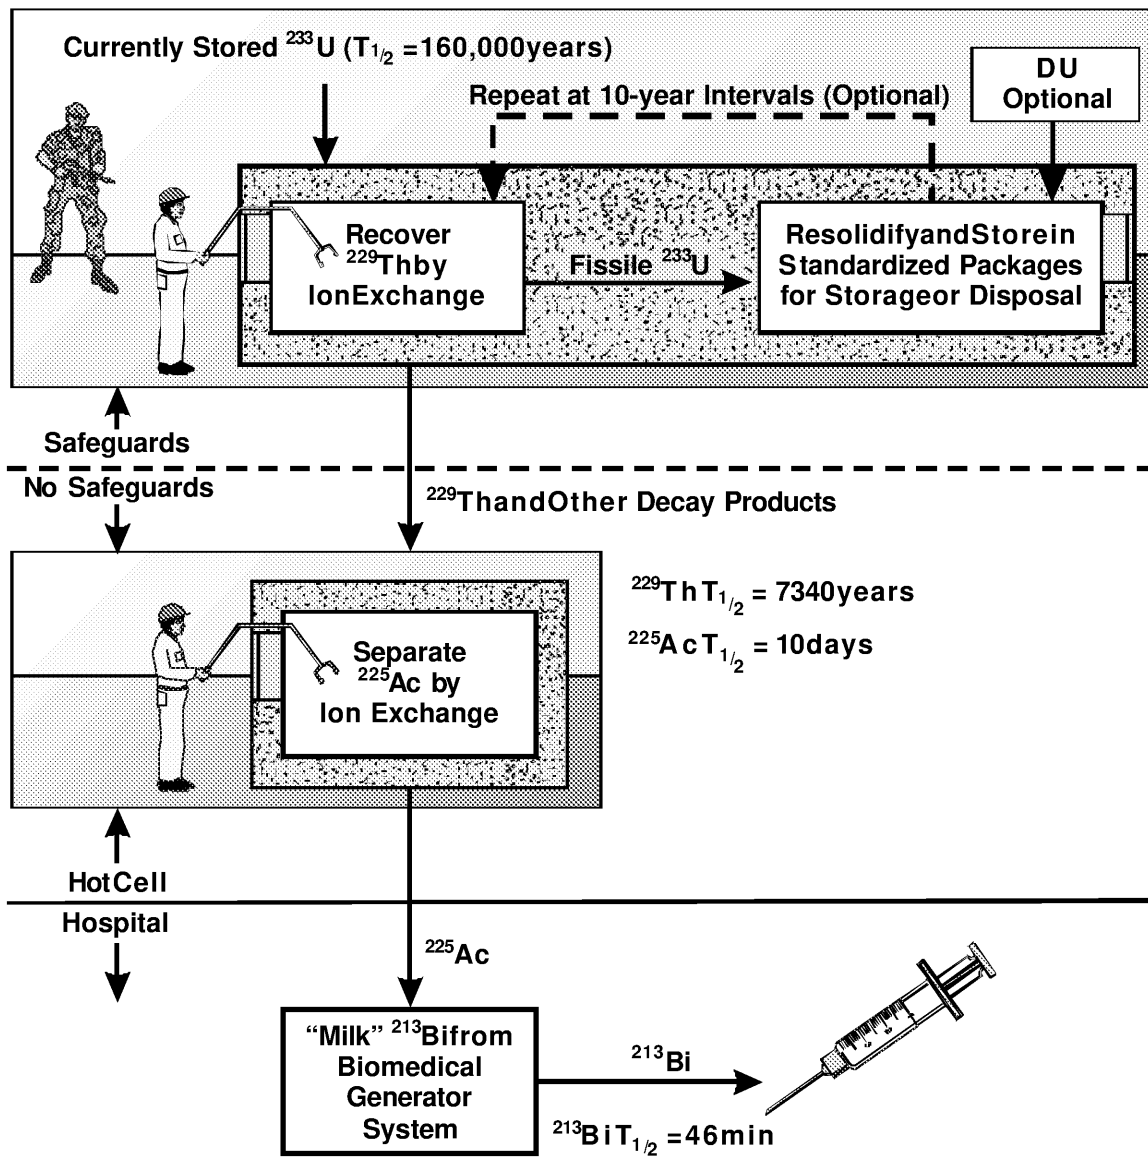 Currently Stored ²³³U (T₁/₂ =160,000years)
DU
Optional
Repeat at 10-year Intervals (Optional)
Recover
²²⁹Thby
IonExchange
Fissile ²³³U
ResolidifyandStorein
Standardized Packages
for Storageor Disposal
Safeguards
No Safeguards
²²⁹ThandOther Decay Products
²²⁹ThT₁/₂ = 7340years
²²⁵AcT₁/₂ = 10days
Separate
²²⁵Ac by
Ion Exchange
HotCell
Hospital
²²⁵Ac
“Milk” ²¹³Bifrom
Biomedical
Generator
System
²¹³Bi
²¹³BiT₁/₂ =46min